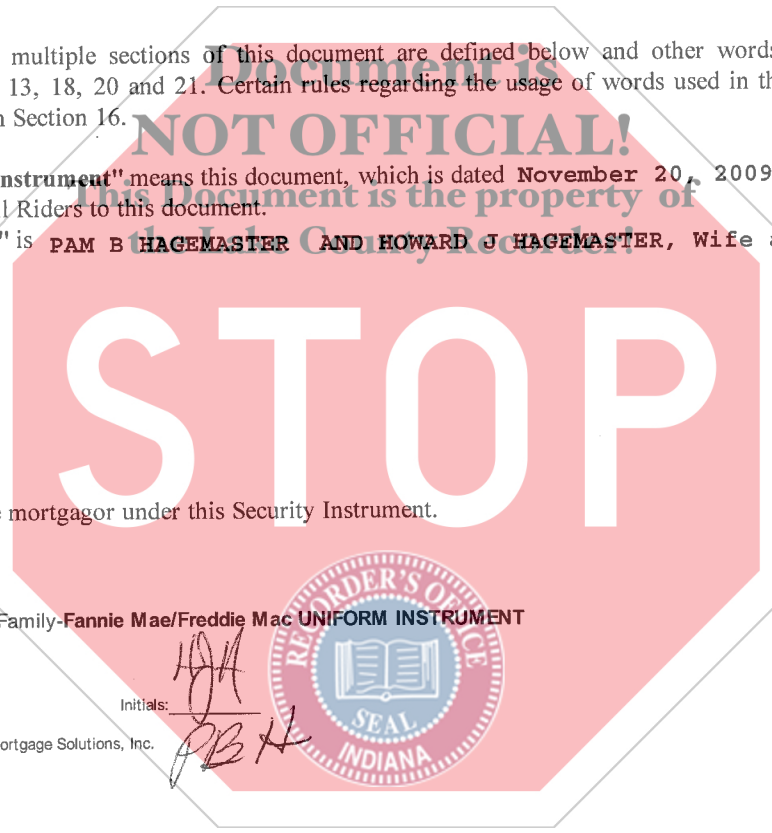 multiple sections of this document are defined below and other words
13, 18, 20 and 21. Certain rules regarding the usage of words used in th
n Section 16.
Document is
NOT OFFICIAL!
This Document is the property of
the Lake County Recorder!
nstrument" means this document, which is dated November 20, 2009
l Riders to this document.
" is PAM B HAGEMASTER AND HOWARD J HAGEMASTER, Wife a
STOP
mortgagor under this Security Instrument.
Family-Fannie Mae/Freddie Mac UNIFORM INSTRUMENT
HJH
Initials:
ortgage Solutions, Inc.
PBH
RECORDER'S OFFICE
SEAL
INDIANA